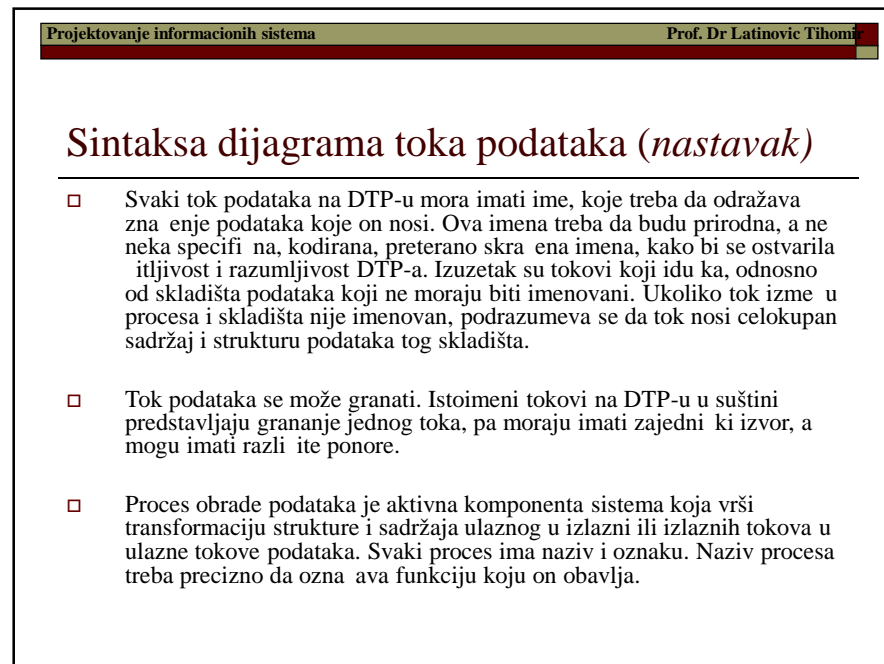 Projektovanje informacionih sistema Prof. Dr Latinovic Tihomir
Sintaksa dijagrama toka podataka (nastavak)
Svaki tok podataka na DTP-u mora imati ime, koje treba da odražava
zna enje podataka koje on nosi. Ova imena treba da budu prirodna, a ne
neka specifi na, kodirana, preterano skra ena imena, kako bi se ostvarila
itljivost i razumljivost DTP-a. Izuzetak su tokovi koji idu ka, odnosno
od skladišta podataka koji ne moraju biti imenovani. Ukoliko tok izme u
procesa i skladišta nije imenovan, podrazumeva se da tok nosi celokupan
sadržaj i strukturu podataka tog skladišta.
Tok podataka se može granati. Istoimeni tokovi na DTP-u u suštini
predstavljaju grananje jednog toka, pa moraju imati zajedni ki izvor, a
mogu imati razli ite ponore.
Proces obrade podataka je aktivna komponenta sistema koja vrši
transformaciju strukture i sadržaja ulaznog u izlazni ili izlaznih tokova u
ulazne tokove podataka. Svaki proces ima naziv i oznaku. Naziv procesa
treba precizno da ozna ava funkciju koju on obavlja.